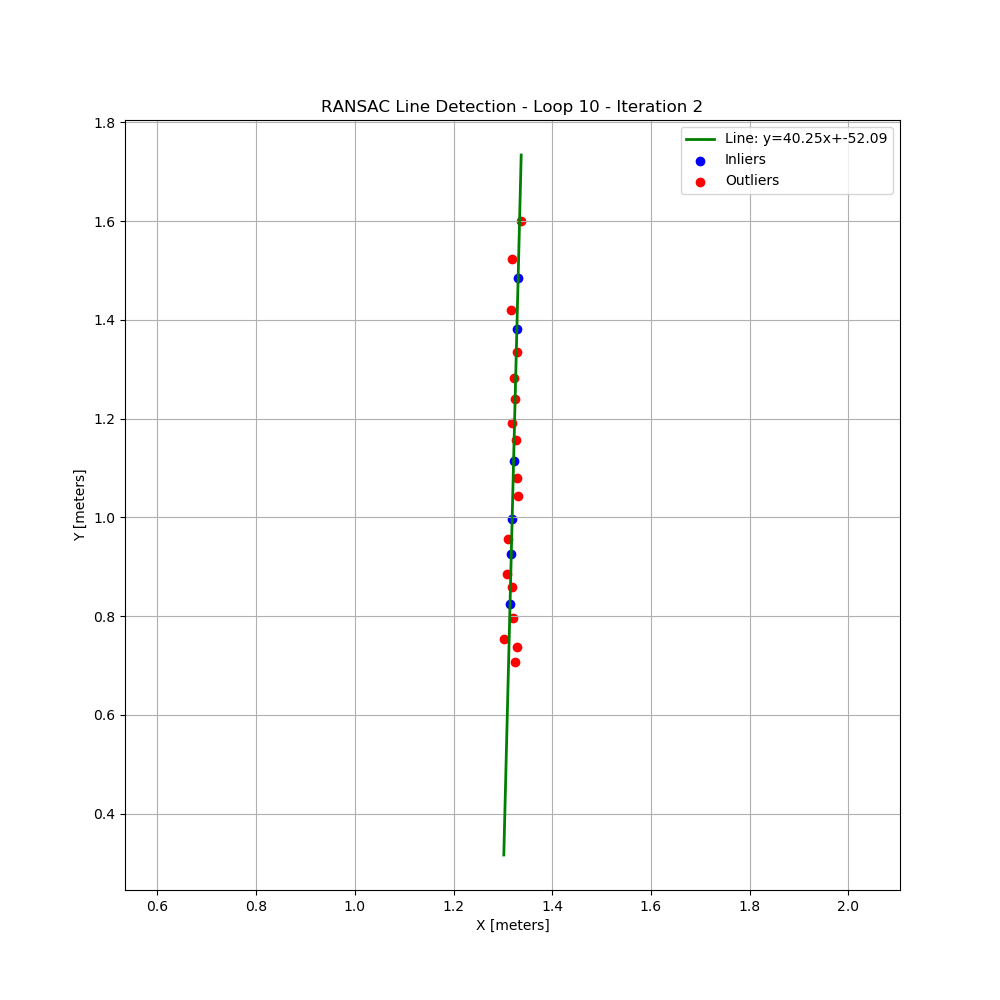 RANSAC Line Detection - Loop 10 - Iteration 2
Line: y=40.25x+-52.09
Inliers
Outliers
1.8
1.6
1.4
1.2
1.0
0.8
0.6
0.4
Y [meters]
0.6 0.8 1.0 1.2 1.4 1.6 1.8 2.0
X [meters]